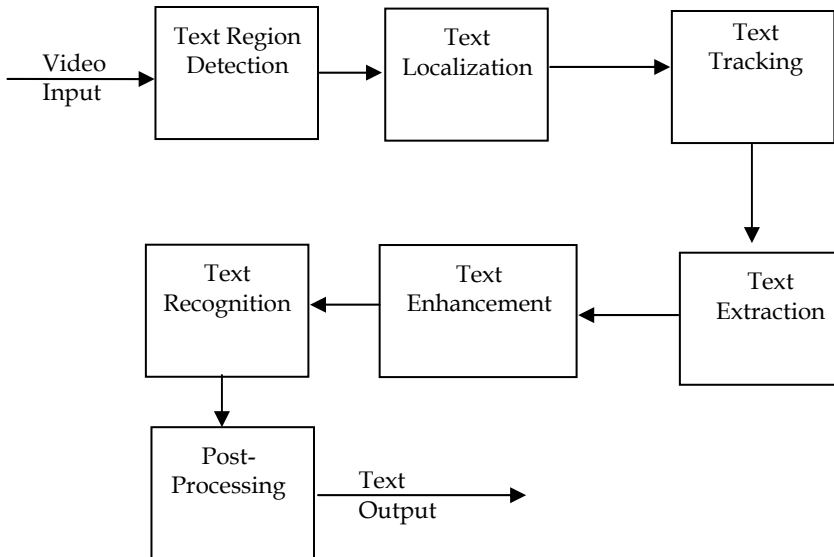 Video
Input
Text Region
Detection
Text
Localization
Text
Tracking
Text
Extraction
Text
Enhancement
Text
Recognition
Post-
Processing
Text
Output